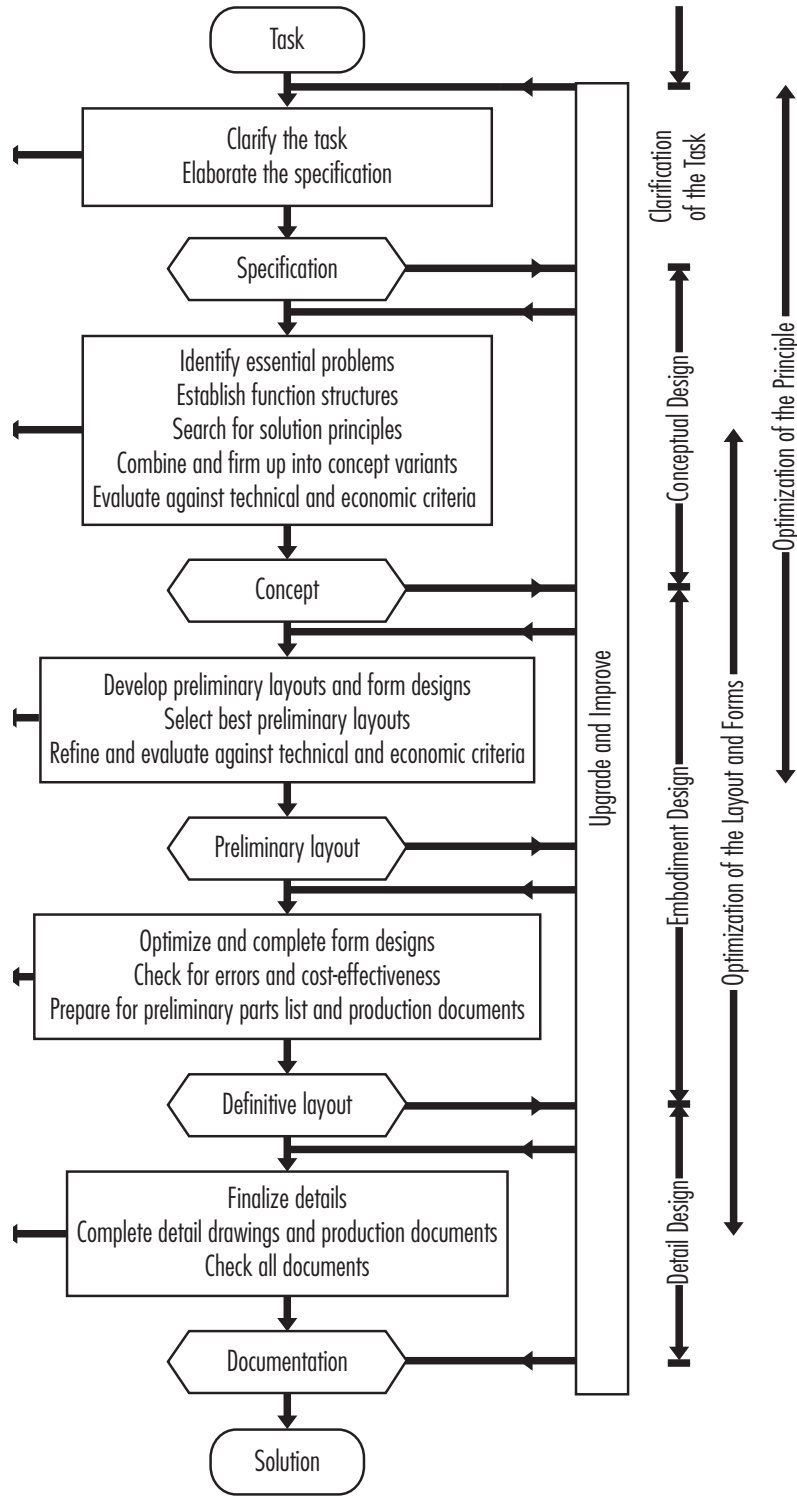 Task
Clarify the task
Elaborate the specification
Specification
Identify essential problems
Establish function structures
Search for solution principles
Combine and firm up into concept variants
Evaluate against technical and economic criteria
Concept
Develop preliminary layouts and form designs
Select best preliminary layouts
Refine and evaluate against technical and economic criteria
Preliminary layout
Optimize and complete form designs
Check for errors and cost-effectiveness
Prepare for preliminary parts list and production documents
Definitive layout
Finalize details
Complete detail drawings and production documents
Check all documents
Documentation
Solution
Upgrade and Improve
Clarification
of the Task
Conceptual Design
Embodiment Design
Detail Design
Optimization of the Layout and Forms
Optimization of the Principle